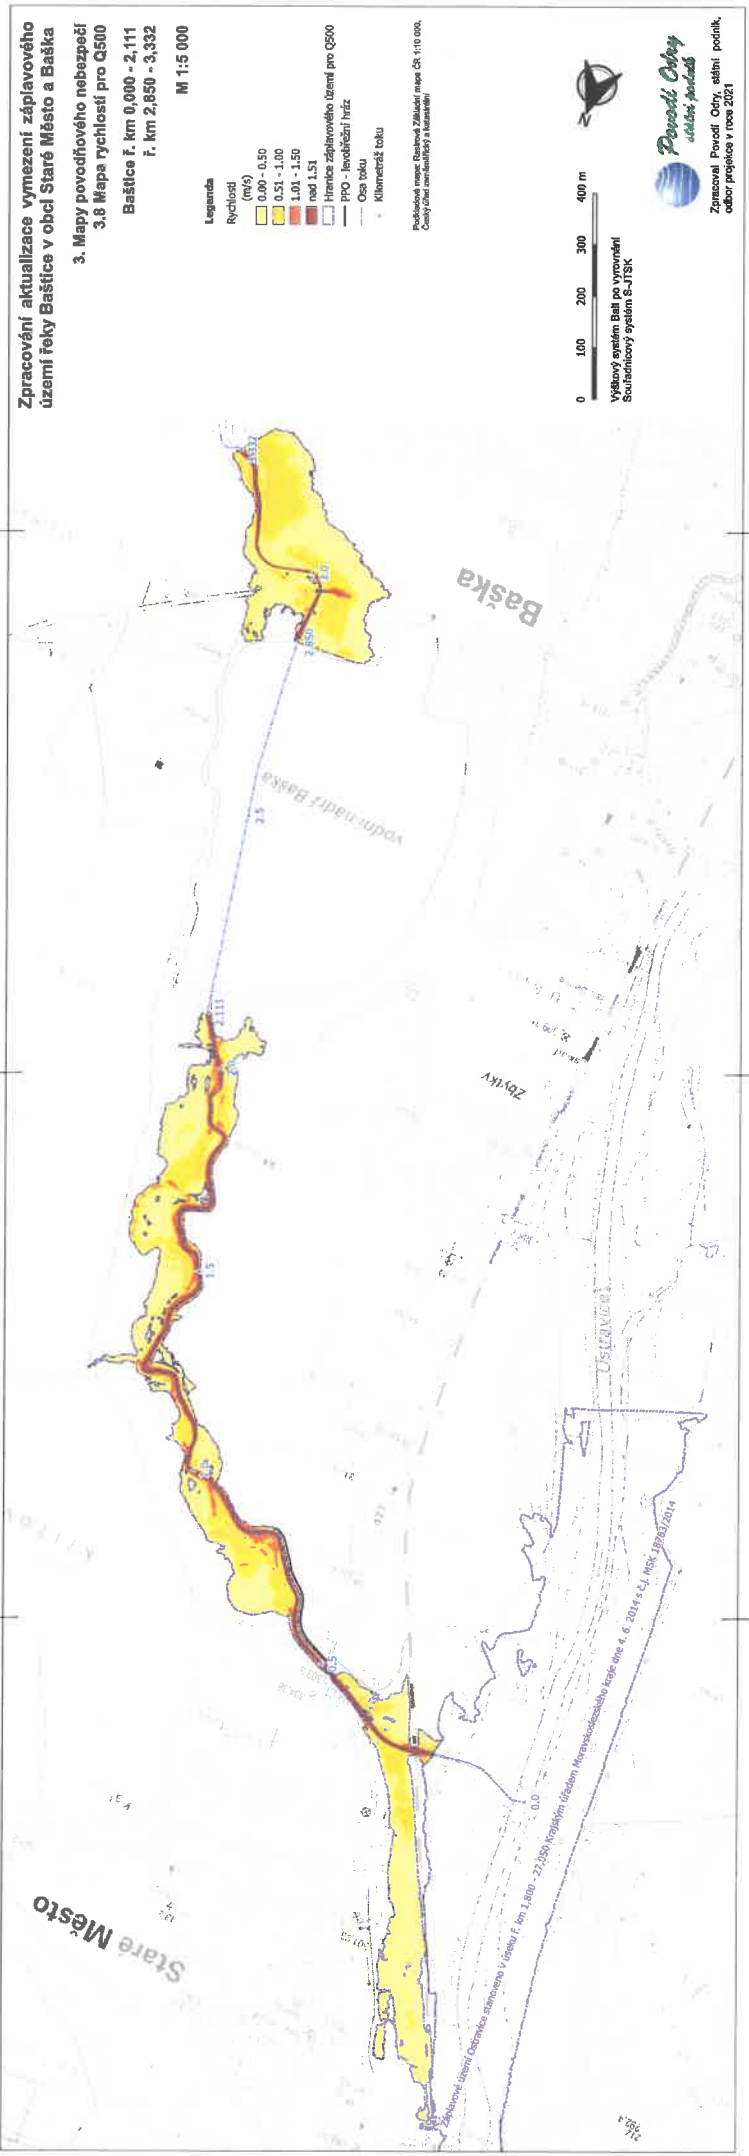 Zpracování aktualizace vymezení záplavového
území řeky Baštice v obci Staré Město a Baška
3. Mapy povodňového nebezpečí
3.8 Mapa rychlostí pro Q500
Baštice ř. km 0,000 - 2,111
ř. km 2,850 - 3,332
M 1:5 000
Legenda
Rychlosti
(m/s)
0.00 - 0.50
0.51 - 1.00
1.01 - 1.50
nad 1.51
Hranice záplavového území pro Q500
PPO - levobřežní hráz
Osa toku
Kilometráž toku
Podkladové mapy: Rastrová Základní mapa ČR 1:10 000,
Český úřad zeměměřický a katastrální
0 100 200 300 400 m
Výškový systém Balt po vyrovnání
Souřadnicový systém S-JTSK
Povodí Odry
státní podnik
Zpracoval Povodí Odry, státní podnik,
odbor projekce v roce 2021
3.332
3.0
2.850
Baška
2.5
vodní nádrž Baška
2.111
2.0
Zbytky
1.5
Ostravice
0.5
0.0
Staré Město
Záplavové území Ostravice stanoveno v úseku ř. km 1,800 - 27,050 Krajským úřadem Moravskoslezského kraje dne 4. 6. 2014 s č.j. MSK 18763/2014